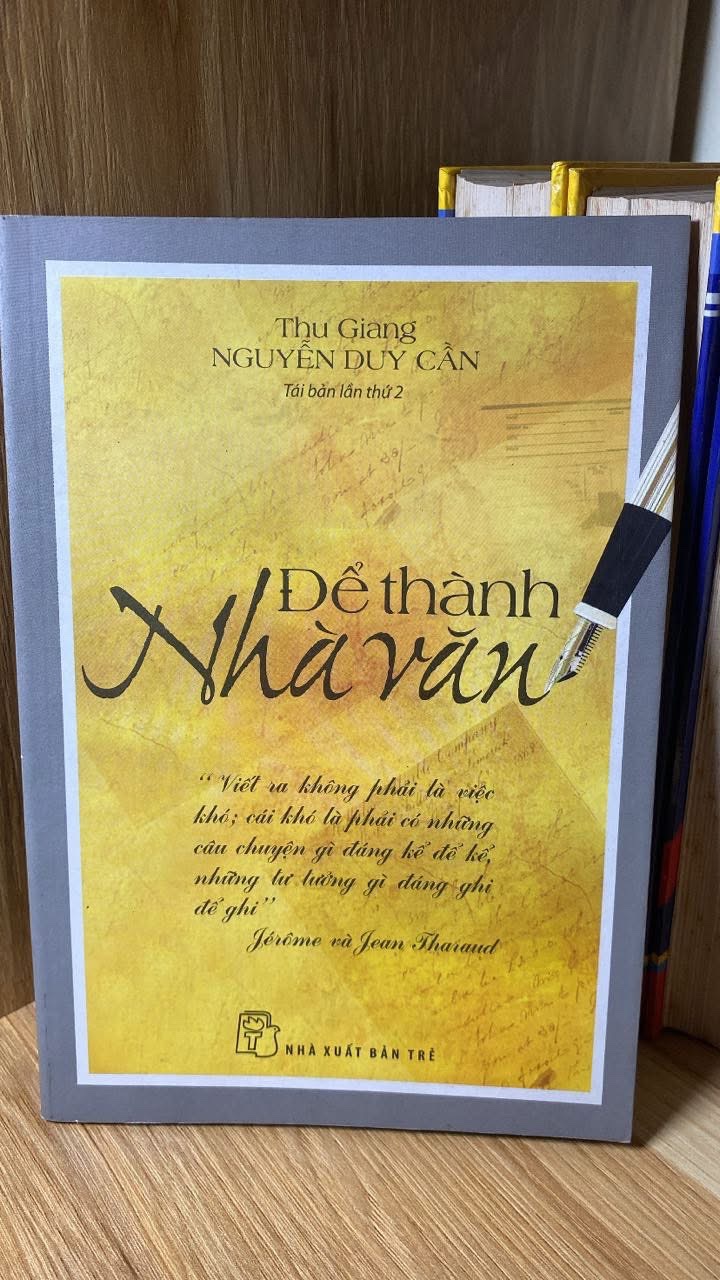 Thu Giang
NGUYỄN DUY CẦN
Tái bản lần thứ 2
Để thành
Nhà văn
“Viết ra không phải là việc
khó; cái khó là phải có những
câu chuyện gì đáng kể để kể,
những tư tưởng gì đáng ghi
để ghi”
Jérôme và Jean Tharaud
T
NHÀ XUẤT BẢN TRẺ